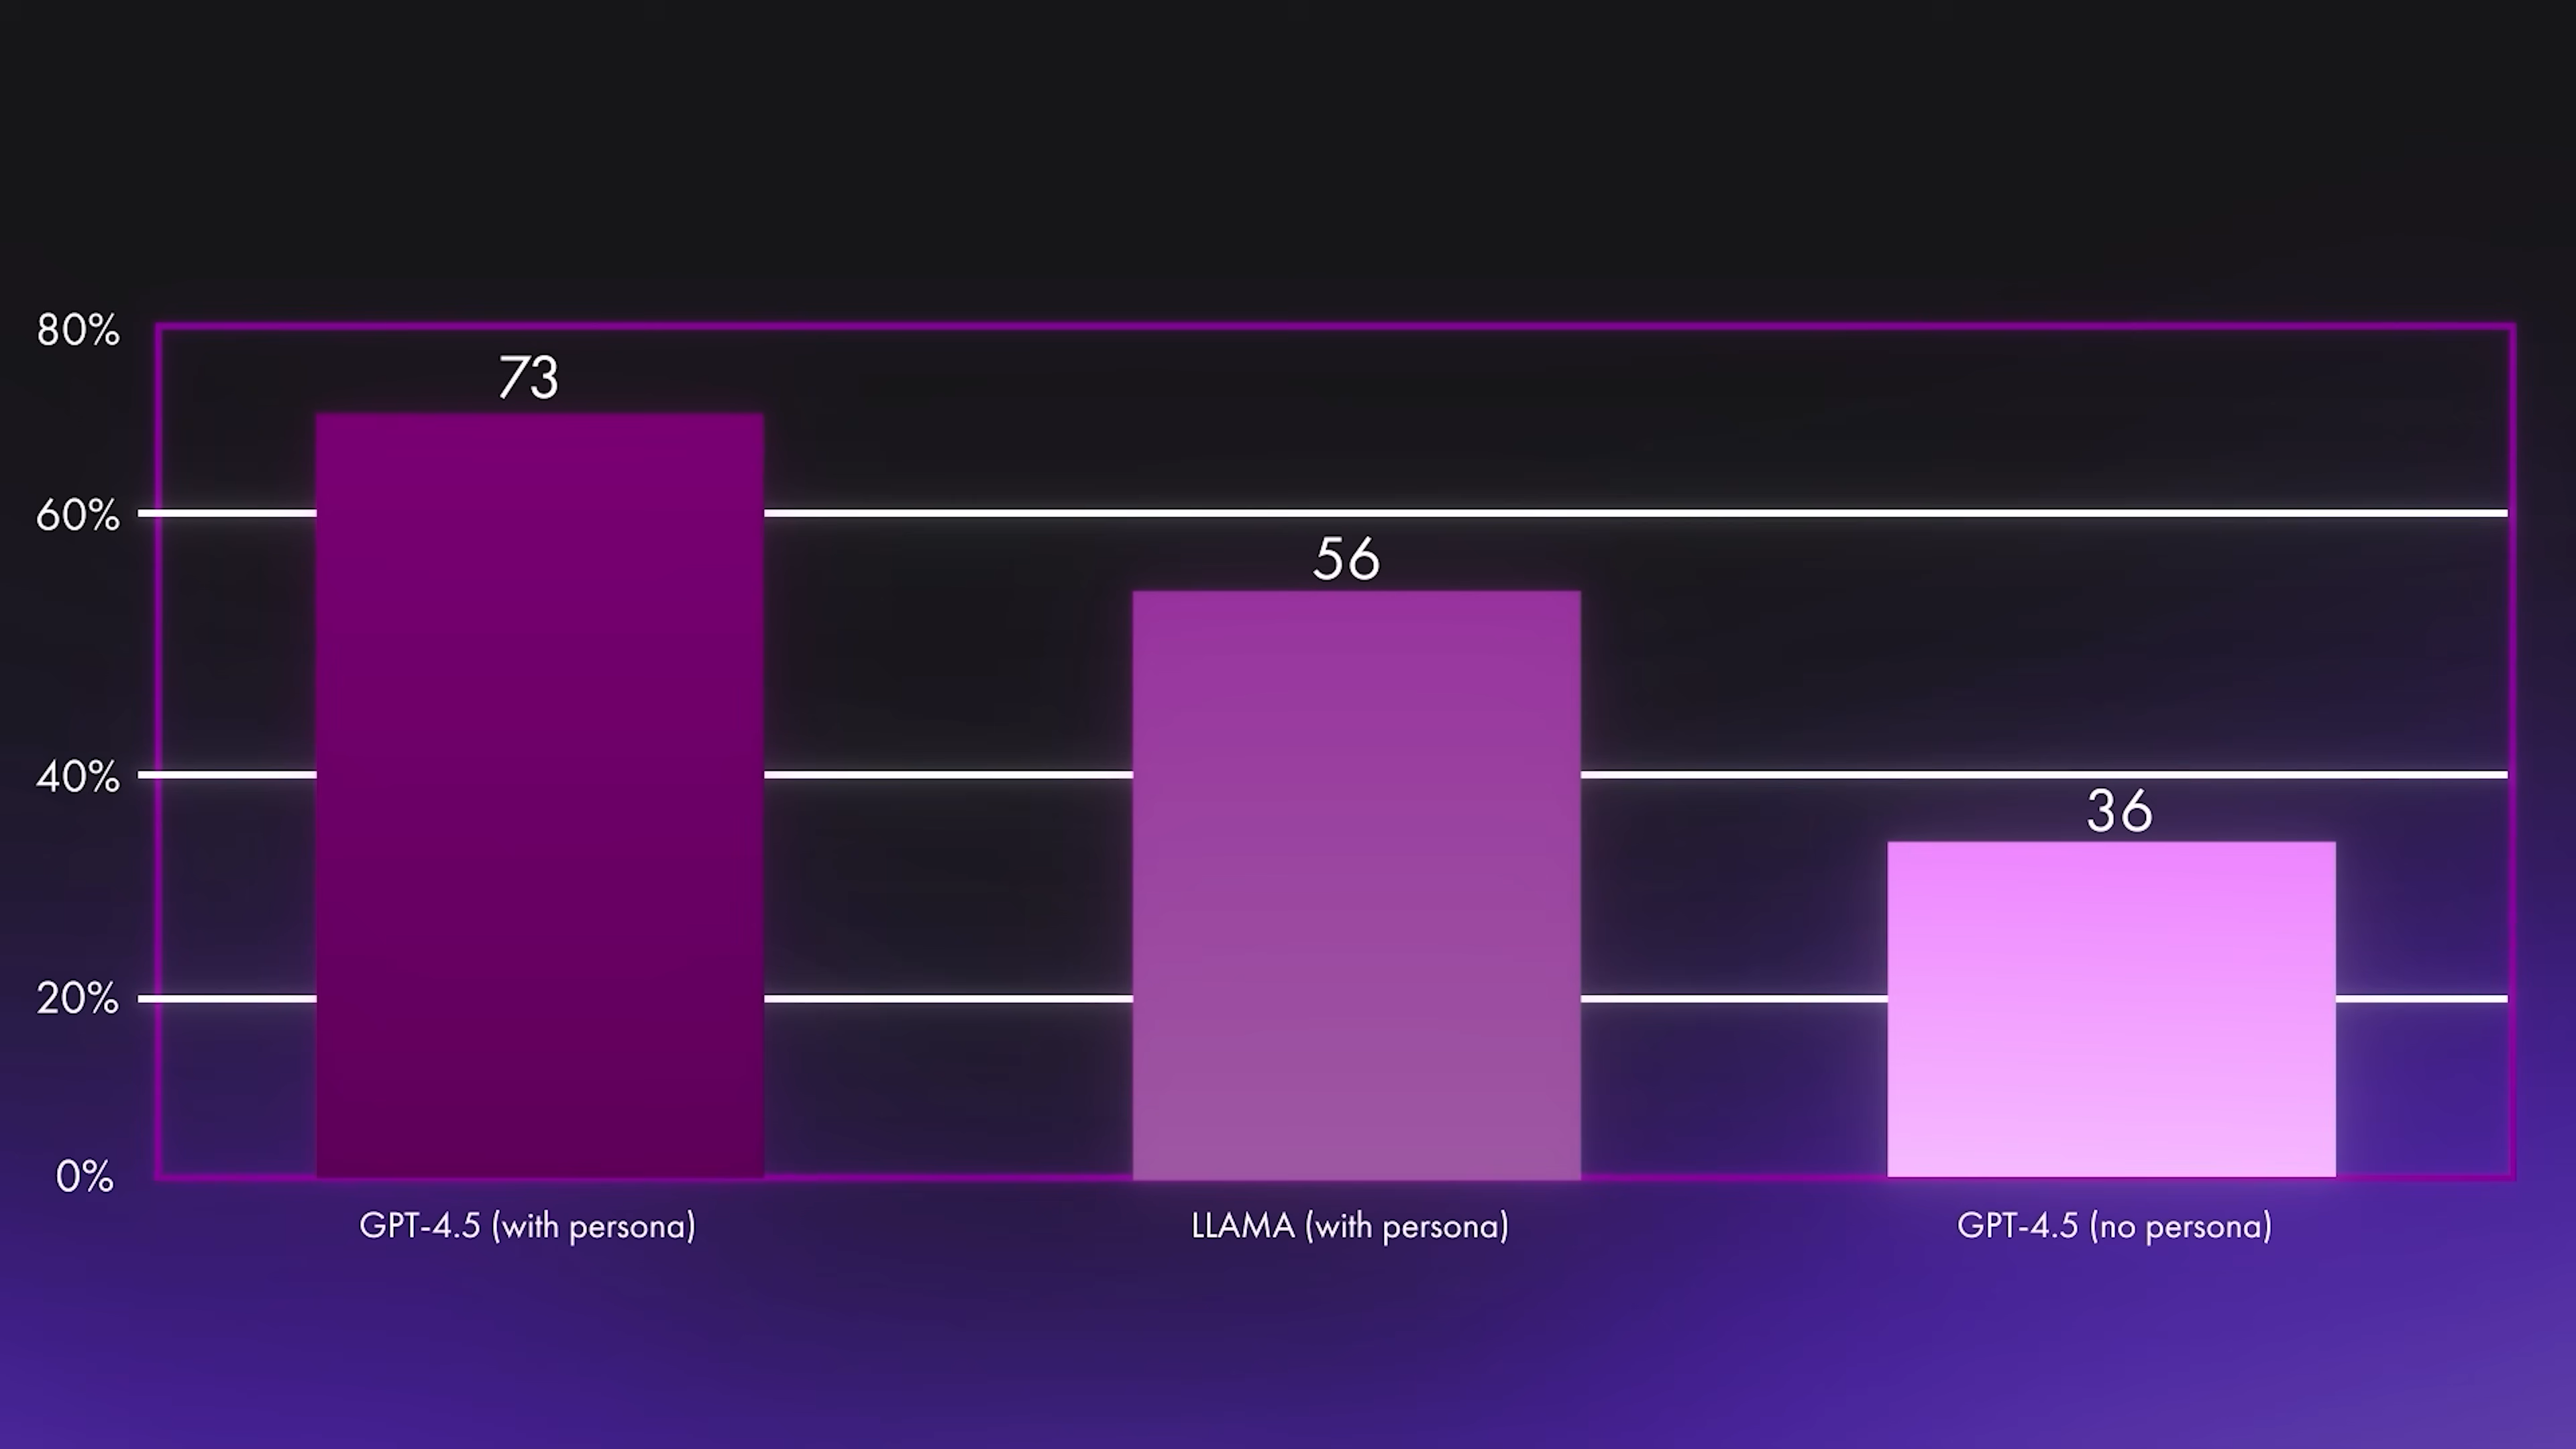 80%
73
60%
56
40%
36
20%
0%
GPT-4.5 (with persona)
LLAMA (with persona)
GPT-4.5 (no persona)